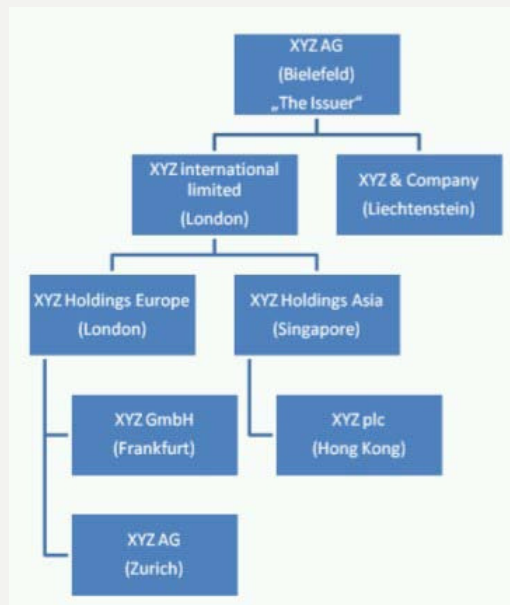 XYZ AG
(Bielefeld)
„The Issuer“
XYZ international
limited
(London)
XYZ & Company
(Liechtenstein)
XYZ Holdings Europe
(London)
XYZ Holdings Asia
(Singapore)
XYZ GmbH
(Frankfurt)
XYZ plc
(Hong Kong)
XYZ AG
(Zurich)